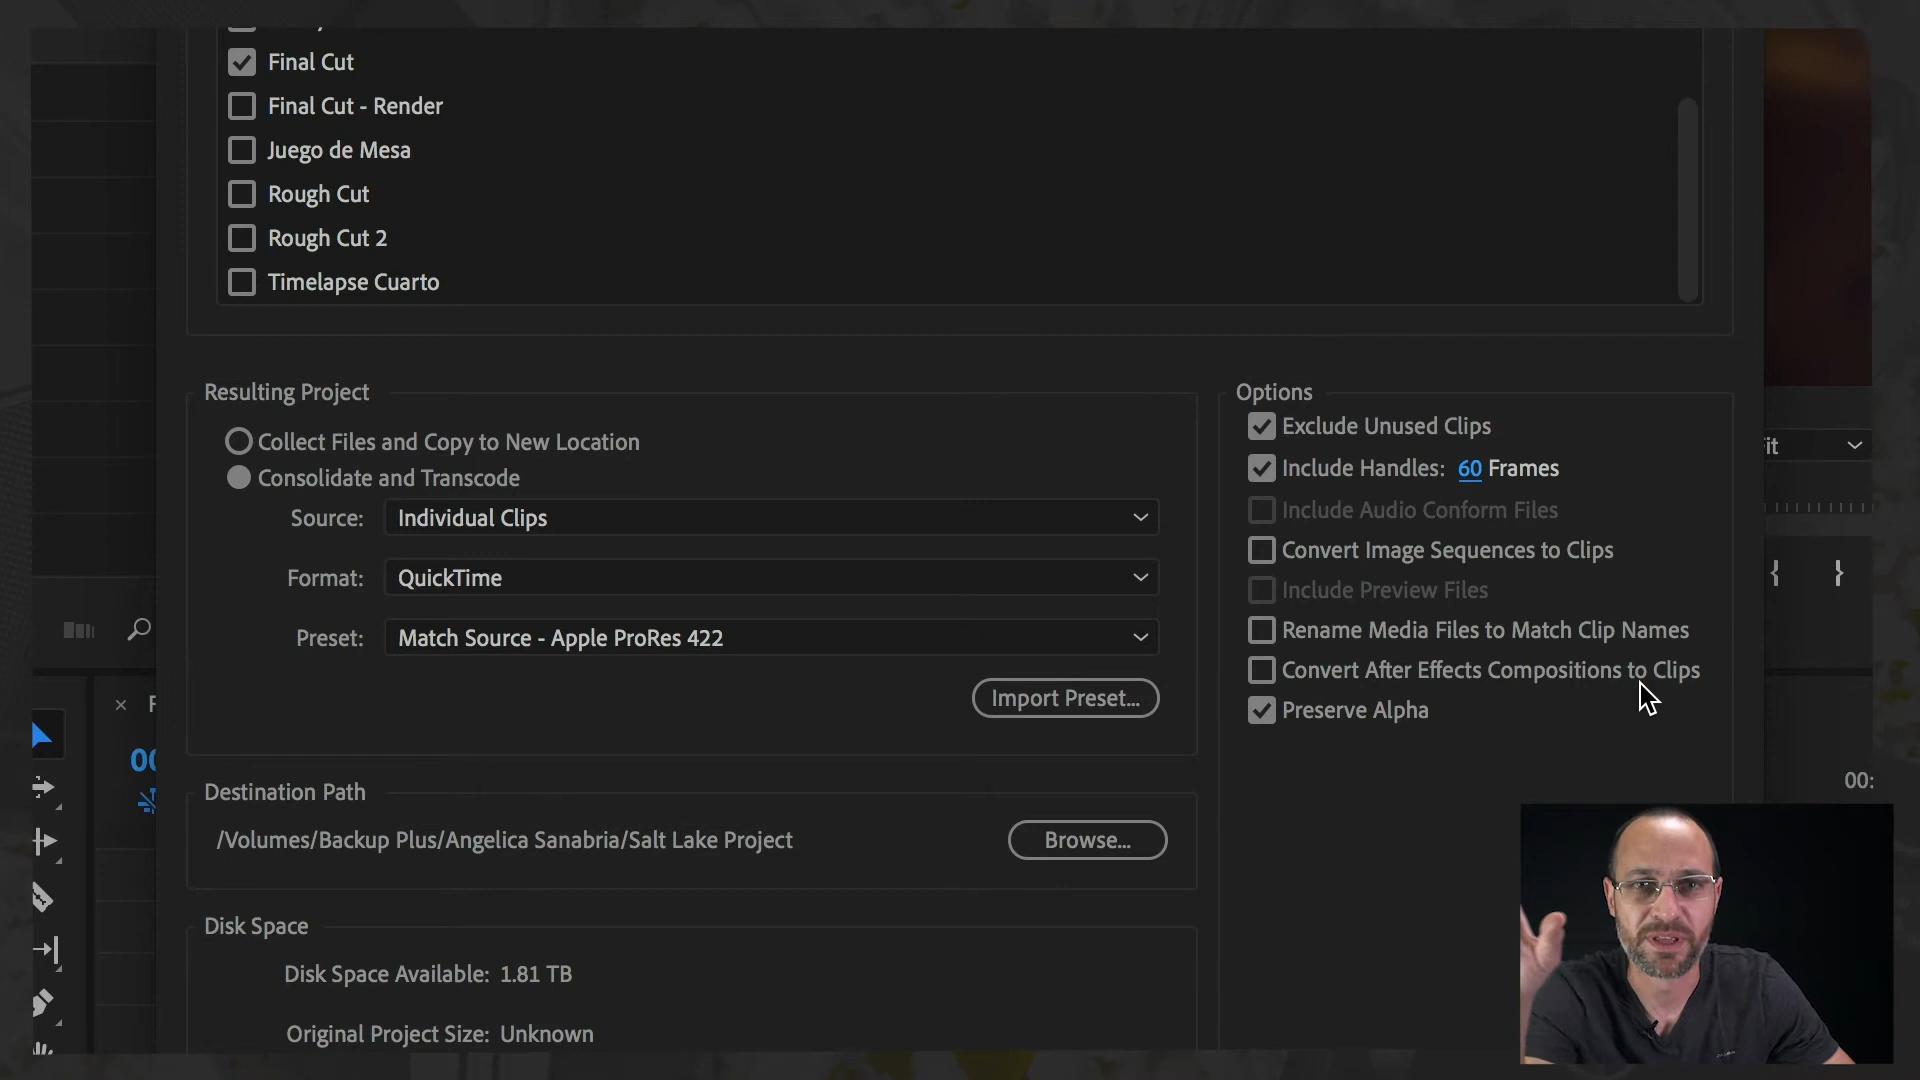 Final Cut
Final Cut - Render
Juego de Mesa
Rough Cut
Rough Cut 2
Timelapse Cuarto
Resulting Project
Collect Files and Copy to New Location
Consolidate and Transcode
Source: Individual Clips
Format: QuickTime
Preset: Match Source - Apple ProRes 422
Import Preset...
Options
Exclude Unused Clips
Include Handles: 60 Frames
Include Audio Conform Files
Convert Image Sequences to Clips
Include Preview Files
Rename Media Files to Match Clip Names
Convert After Effects Compositions to Clips
Preserve Alpha
Destination Path
/Volumes/Backup Plus/Angelica Sanabria/Salt Lake Project
Browse...
Disk Space
Disk Space Available: 1.81 TB
Original Project Size: Unknown
00: